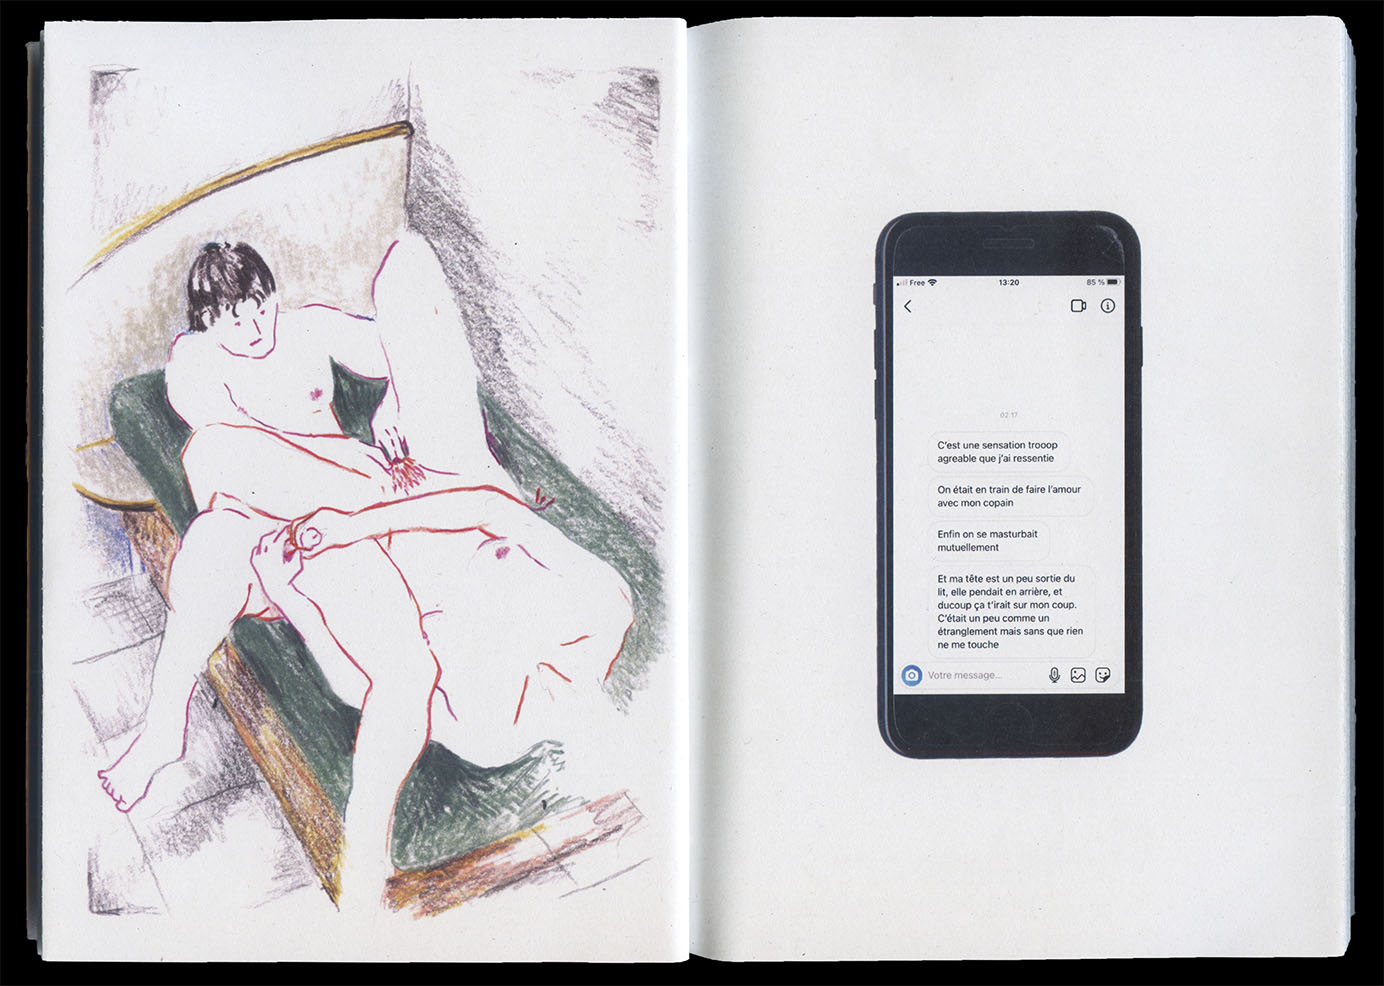 Free 13:20 85 %
02:17
C'est une sensation trooop
agreable que j'ai ressentie
On était en train de faire l'amour
avec mon copain
Enfin on se masturbait
mutuellement
Et ma tête est un peu sortie du
lit, elle pendait en arrière, et
ducoup ça t'irait sur mon coup.
C'était un peu comme un
étranglement mais sans que rien
ne me touche
Votre message...